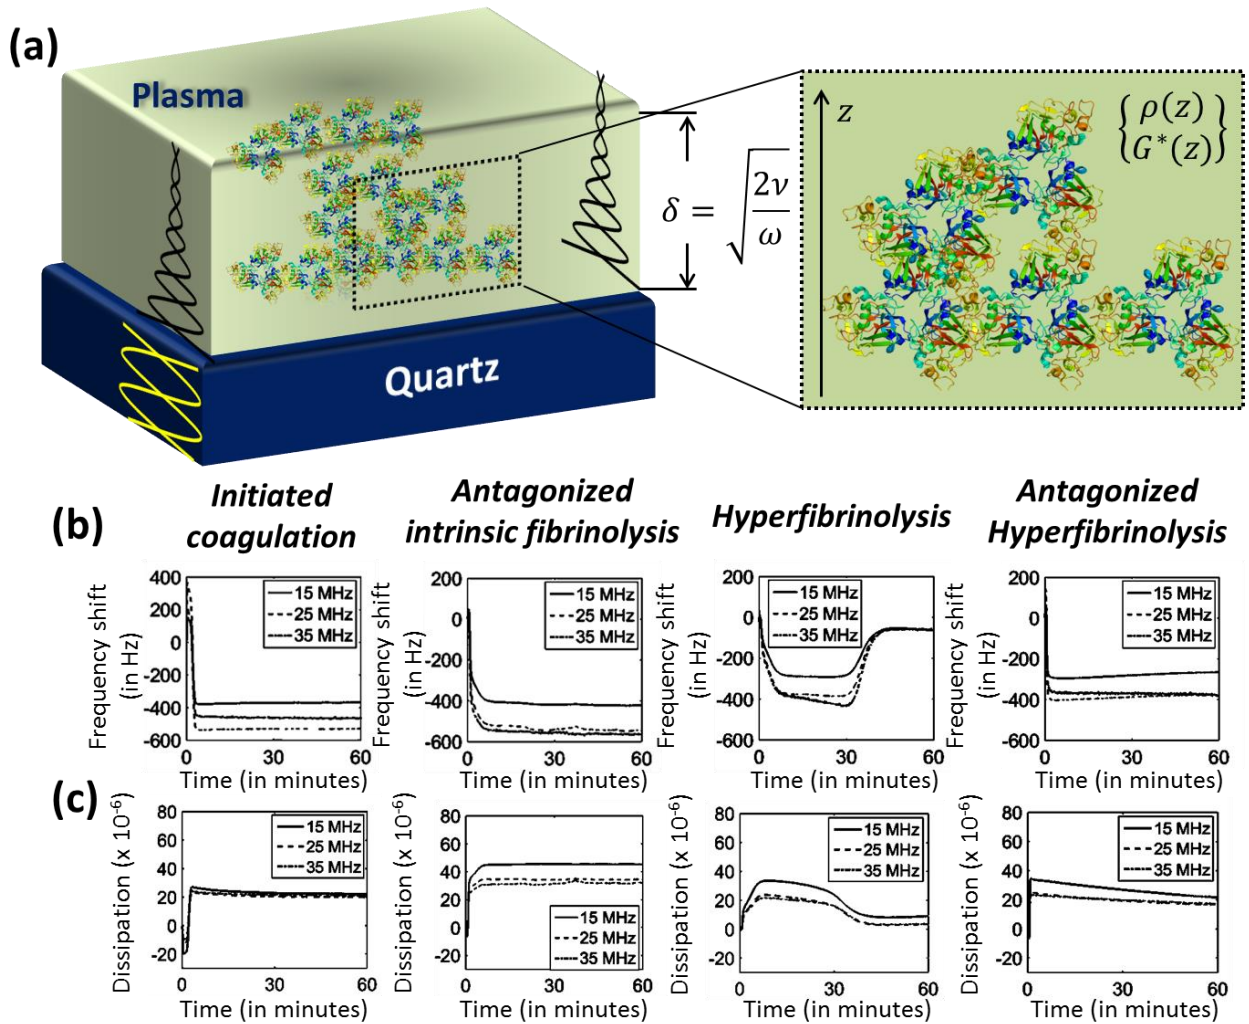 (a)
Plasma
Quartz
δ = √(2ν/ω)
z
{ρ(z)
G*(z)}
(b)
Initiated
coagulation
Antagonized
intrinsic fibrinolysis
Hyperfibrinolysis
Antagonized
Hyperfibrinolysis
Frequency shift
(in Hz)
400
200
0
-200
-400
-600
15 MHz
25 MHz
35 MHz
0
30
60
Time (in minutes)
Frequency shift
(in Hz)
200
0
-200
-400
-600
15 MHz
25 MHz
35 MHz
0
30
60
Time (in minutes)
Frequency shift
(in Hz)
200
0
-200
-400
-600
15 MHz
25 MHz
35 MHz
0
30
60
Time (in minutes)
Frequency shift
(in Hz)
200
0
-200
-400
-600
15 MHz
25 MHz
35 MHz
0
30
60
Time (in minutes)
(c)
Dissipation (x 10⁻⁶)
80
60
40
20
0
-20
15 MHz
25 MHz
35 MHz
0
30
60
Time (in minutes)
Dissipation (x 10⁻⁶)
80
60
40
20
0
-20
15 MHz
25 MHz
35 MHz
0
30
60
Time (in minutes)
Dissipation (x 10⁻⁶)
80
60
40
20
0
-20
15 MHz
25 MHz
35 MHz
0
30
60
Time (in minutes)
Dissipation (x 10⁻⁶)
80
60
40
20
0
-20
15 MHz
25 MHz
35 MHz
0
30
60
Time (in minutes)